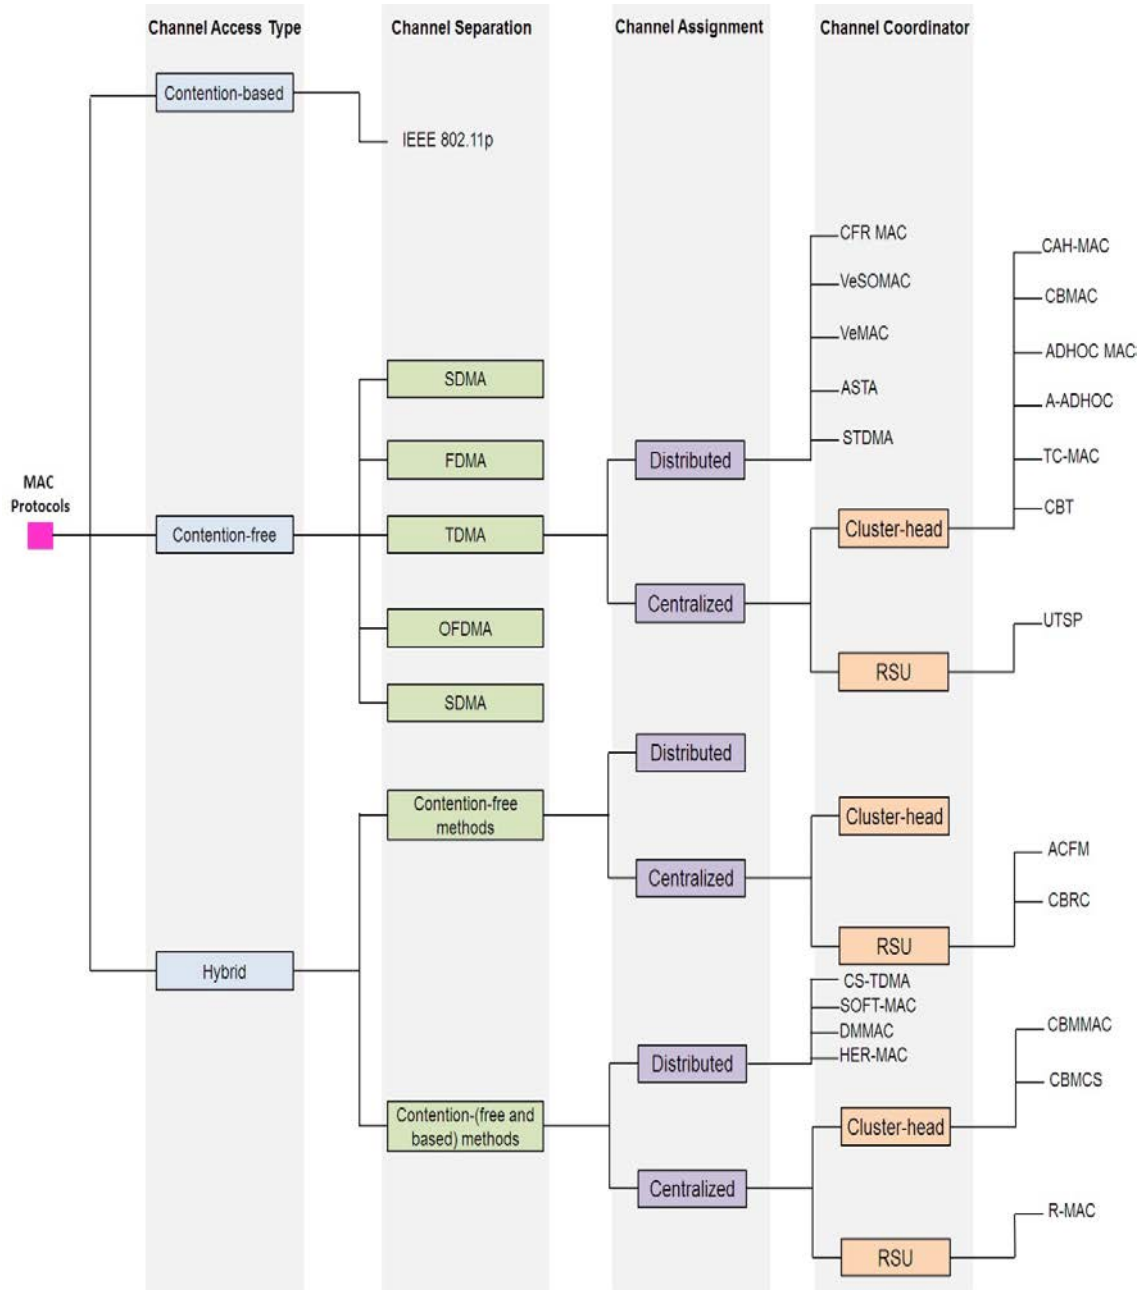 Channel Access Type
Channel Separation
Channel Assignment
Channel Coordinator
Contention-based
IEEE 802.11p
CFR MAC
CAH-MAC
VeSOMAC
CBMAC
VeMAC
ADHOC MAC
SDMA
ASTA
A-ADHOC
STDMA
FDMA
Distributed
TC-MAC
MAC
Protocols
CBT
Contention-free
TDMA
Cluster-head
Centralized
OFDMA
UTSP
RSU
SDMA
Distributed
Contention-free
methods
Cluster-head
ACFM
Centralized
CBRC
RSU
Hybrid
CS-TDMA
SOFT-MAC
CBMMAC
DMMAC
HER-MAC
Distributed
CBMCS
Contention-(free and
based) methods
Cluster-head
Centralized
R-MAC
RSU